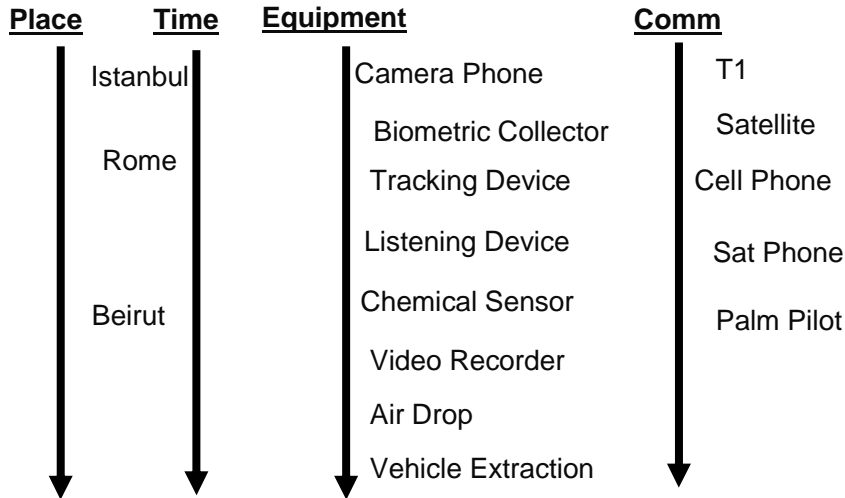 Place
Time
Equipment
Comm
Istanbul
Rome
Beirut
Camera Phone
Biometric Collector
Tracking Device
Listening Device
Chemical Sensor
Video Recorder
Air Drop
Vehicle Extraction
T1
Satellite
Cell Phone
Sat Phone
Palm Pilot